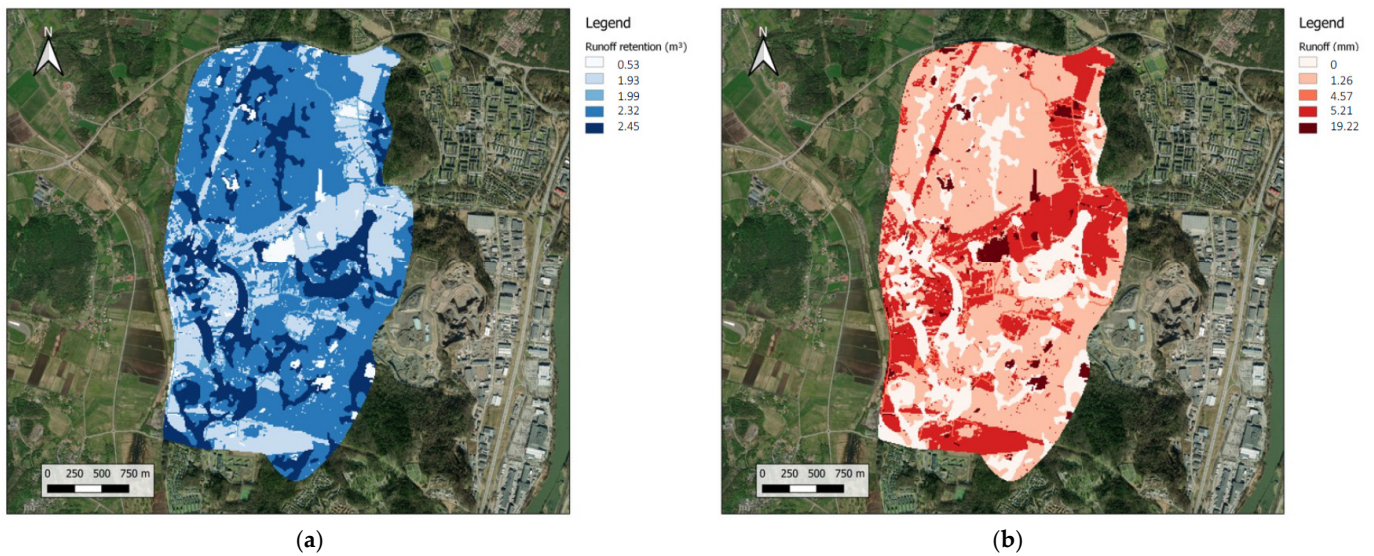 N
Legend
Runoff retention (m³)
0.53
1.93
1.99
2.32
2.45
0 250 500 750 m
(a)
N
Legend
Runoff (mm)
0
1.26
4.57
5.21
19.22
0 250 500 750 m
(b)